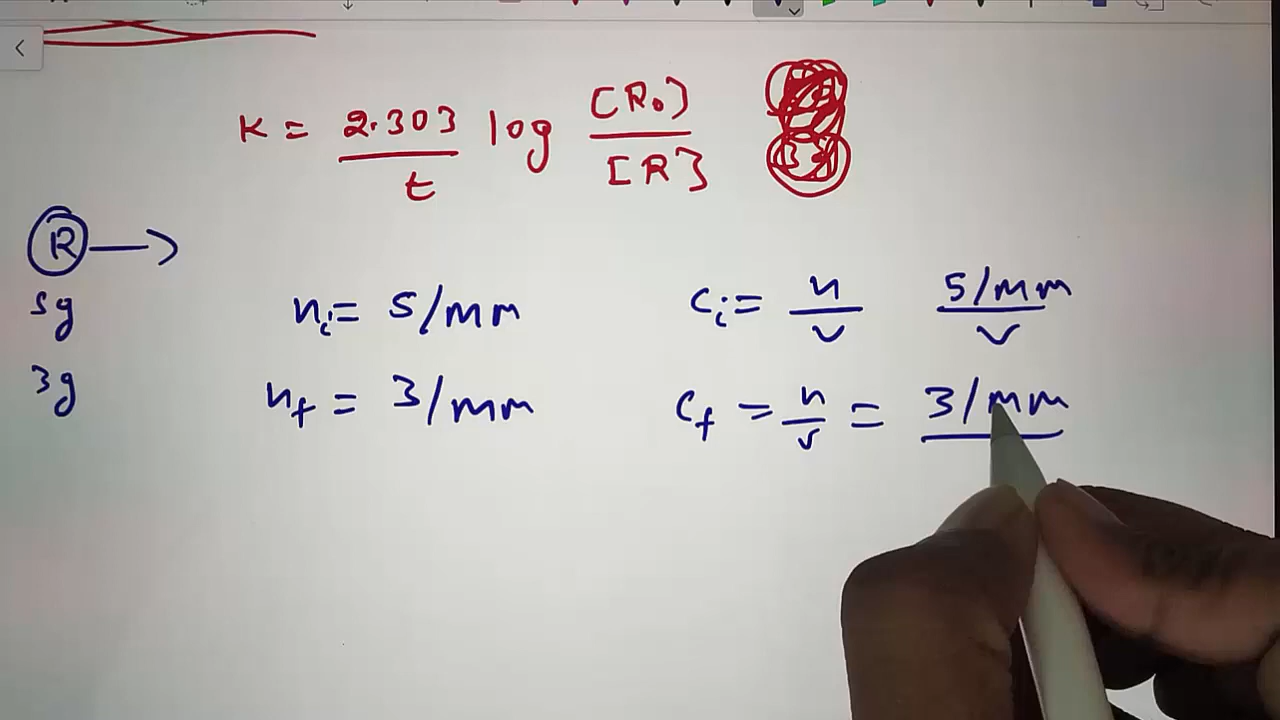 K = 2.303/t log [R₀]/[R]
R →
5g nᵢ = 5/mm cᵢ = n/v 5/mm/v
3g n_f = 3/mm c_f = n/v = 3/mm